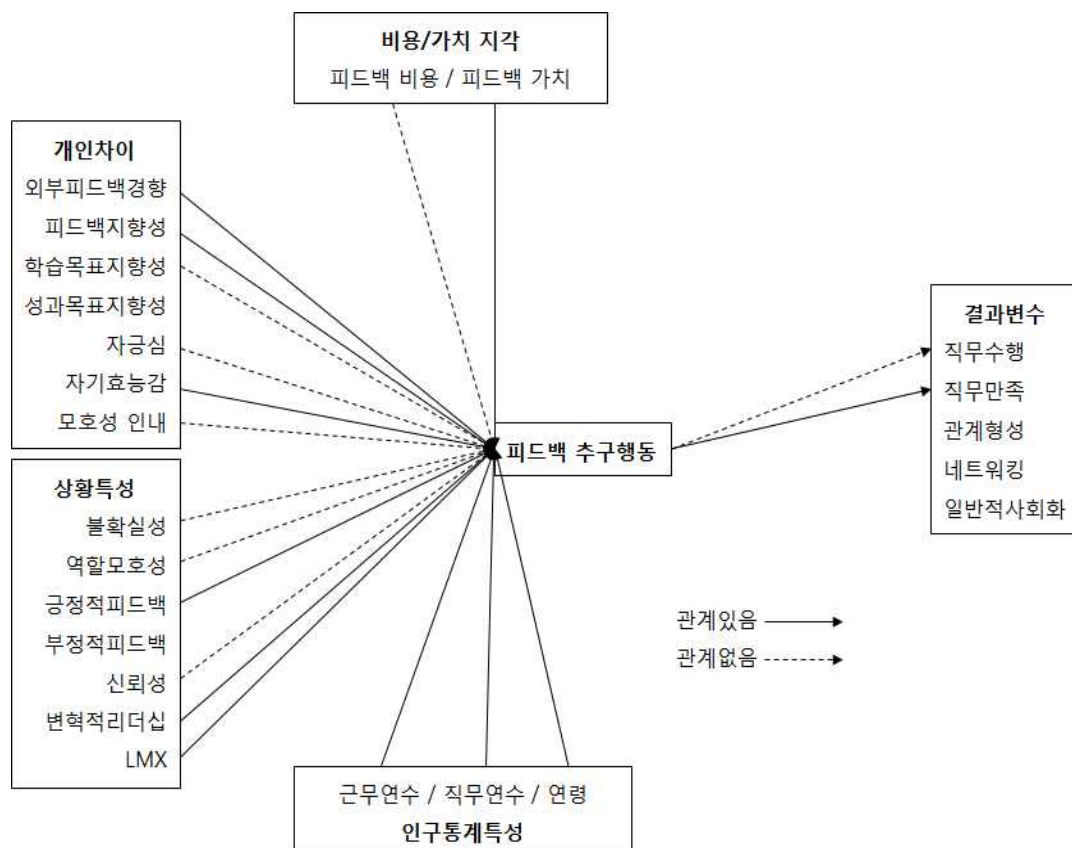 비용/가치 지각
피드백 비용 / 피드백 가치
개인차이
외부피드백경향
피드백지향성
학습목표지향성
성과목표지향성
자긍심
자기효능감
모호성 인내
상황특성
불확실성
역할모호성
긍정적피드백
부정적피드백
신뢰성
변혁적리더십
LMX
피드백 추구행동
결과변수
직무수행
직무만족
관계형성
네트워킹
일반적사회화
관계있음
관계없음
근무연수 / 직무연수 / 연령
인구통계특성